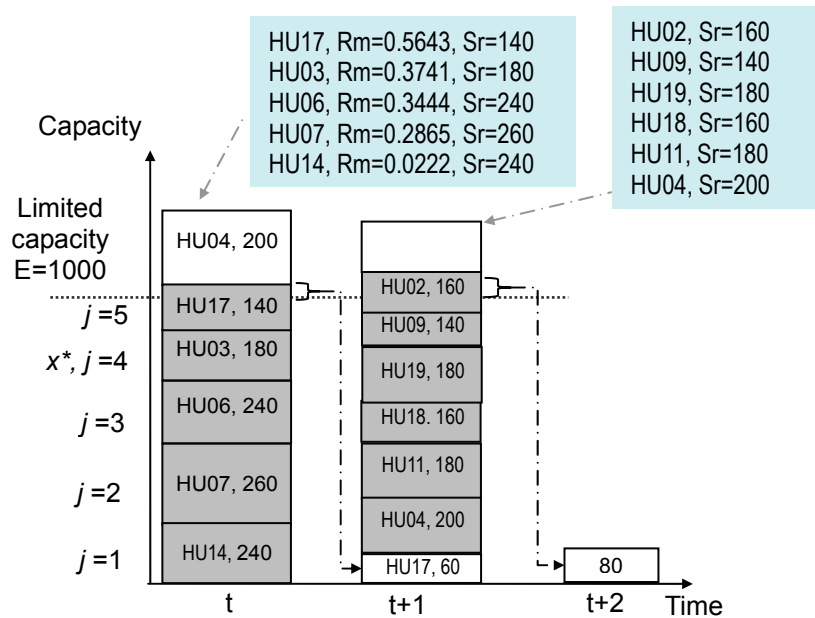 HU17, Rm=0.5643, Sr=140
HU03, Rm=0.3741, Sr=180
HU06, Rm=0.3444, Sr=240
HU07, Rm=0.2865, Sr=260
HU14, Rm=0.0222, Sr=240
HU02, Sr=160
HU09, Sr=140
HU19, Sr=180
HU18, Sr=160
HU11, Sr=180
HU04, Sr=200
Capacity
Limited
capacity
E=1000
j =5
x*, j =4
j =3
j =2
j =1
HU04, 200
HU17, 140
HU03, 180
HU06, 240
HU07, 260
HU14, 240
HU02, 160
HU09, 140
HU19, 180
HU18. 160
HU11, 180
HU04, 200
HU17, 60
80
t
t+1
t+2
Time